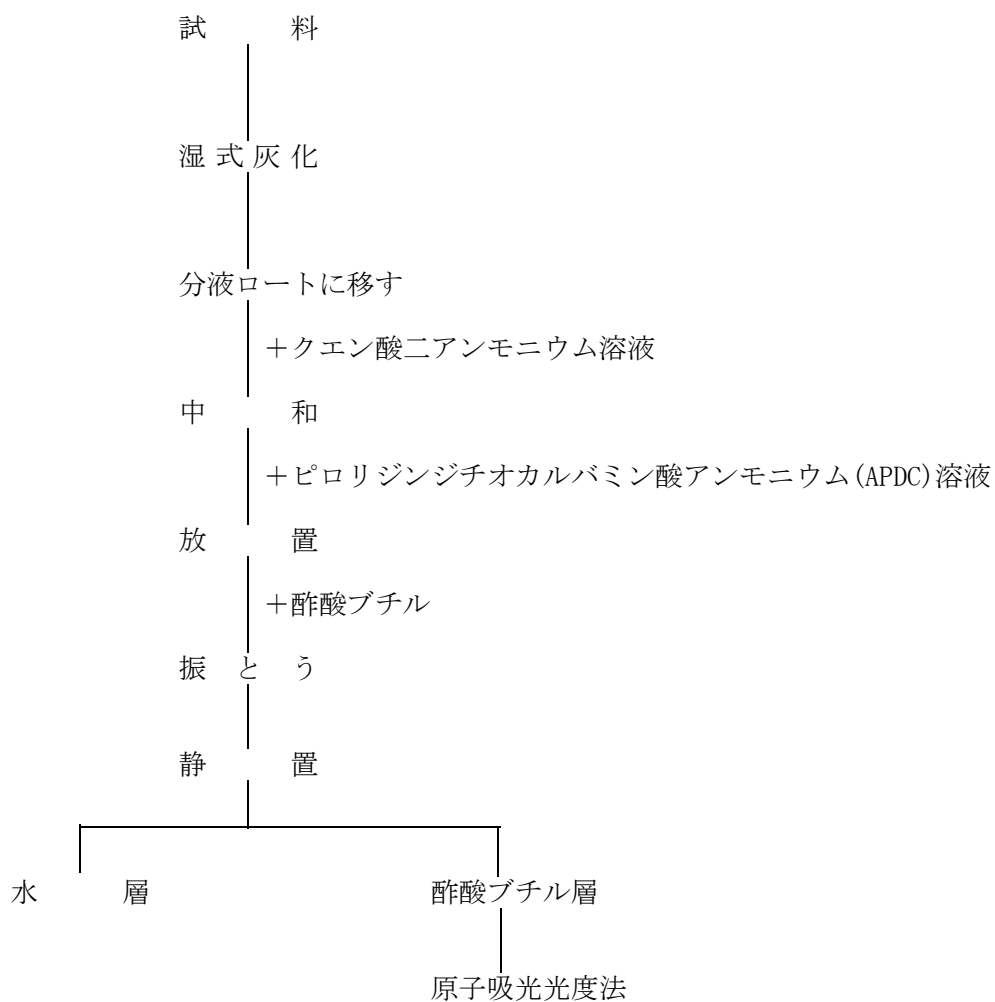 試　　料
湿式灰化
分液ロートに移す
＋クエン酸二アンモニウム溶液
中　　和
＋ピロリジンジチオカルバミン酸アンモニウム(APDC)溶液
放　　置
＋酢酸ブチル
振とう
静　　置
水　　層　　酢酸ブチル層
原子吸光光度法